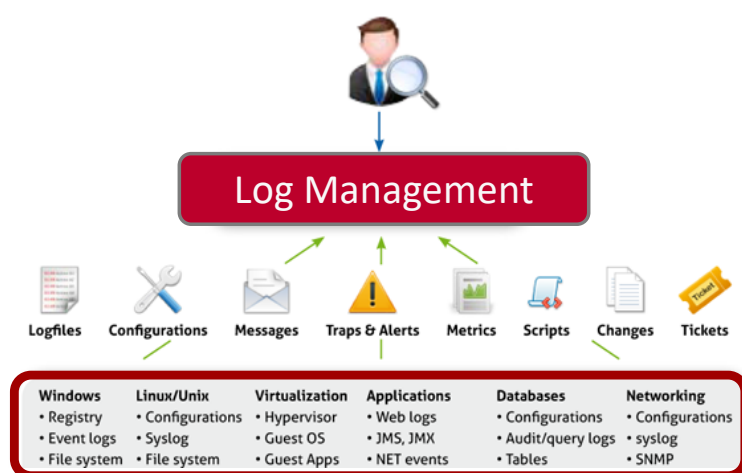 Log Management
Logfiles Configurations Messages Traps & Alerts Metrics Scripts Changes Tickets
Ticket
Windows Linux/Unix Virtualization Applications Databases Networking
• Registry • Configurations • Hypervisor • Web logs • Configurations • Configurations
• Event logs • Syslog • Guest OS • JMS, JMX • Audit/query logs • syslog
• File system • File system • Guest Apps • NET events • Tables • SNMP